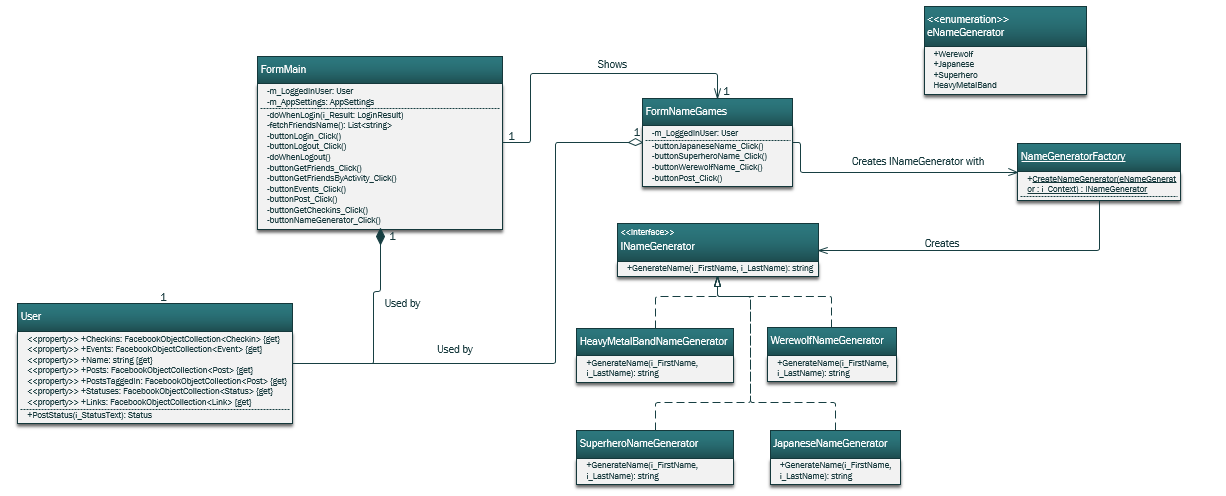 <<enumeration>>
eNameGenerator
+Werewolf
+Japanese
+Superhero
HeavyMetalBand
FormMain
-m_LoggedInUser: User
-m_AppSettings: AppSettings
-doWhenLogin(i_Result: LoginResult)
-fetchFriendsName(): List<string>
-buttonLogin_Click()
-buttonLogout_Click()
-doWhenLogout()
-buttonGetFriends_Click()
-buttonGetFriendsByActivity_Click()
-buttonEvents_Click()
-buttonPost_Click()
-buttonGetCheckins_Click()
-buttonNameGenerator_Click()
1
Shows
1
FormNameGames
-m_LoggedInUser: User
-buttonJapaneseName_Click()
-buttonSuperheroName_Click()
-buttonWerewolfName_Click()
-buttonPost_Click()
1
Creates INameGenerator with
NameGeneratorFactory
+CreateNameGenerator(eNameGenerat
or : i_Context) : INameGenerator
Creates
<<Interface>>
INameGenerator
+GenerateName(i_FirstName, i_LastName): string
1
Used by
Used by
1
User
<<property>> +Checkins: FacebookObjectCollection<Checkin> {get}
<<property>> +Events: FacebookObjectCollection<Event> {get}
<<property>> +Name: string {get}
<<property>> +Posts: FacebookObjectCollection<Post> {get}
<<property>> +PostsTaggedIn: FacebookObjectCollection<Post> {get}
<<property>> +Statuses: FacebookObjectCollection<Status> {get}
<<property>> +Links: FacebookObjectCollection<Link> {get}
+PostStatus(i_StatusText): Status
HeavyMetalBandNameGenerator
+GenerateName(i_FirstName,
i_LastName): string
WerewolfNameGenerator
+GenerateName(i_FirstName,
i_LastName): string
SuperheroNameGenerator
+GenerateName(i_FirstName,
i_LastName): string
JapaneseNameGenerator
+GenerateName(i_FirstName,
i_LastName): string